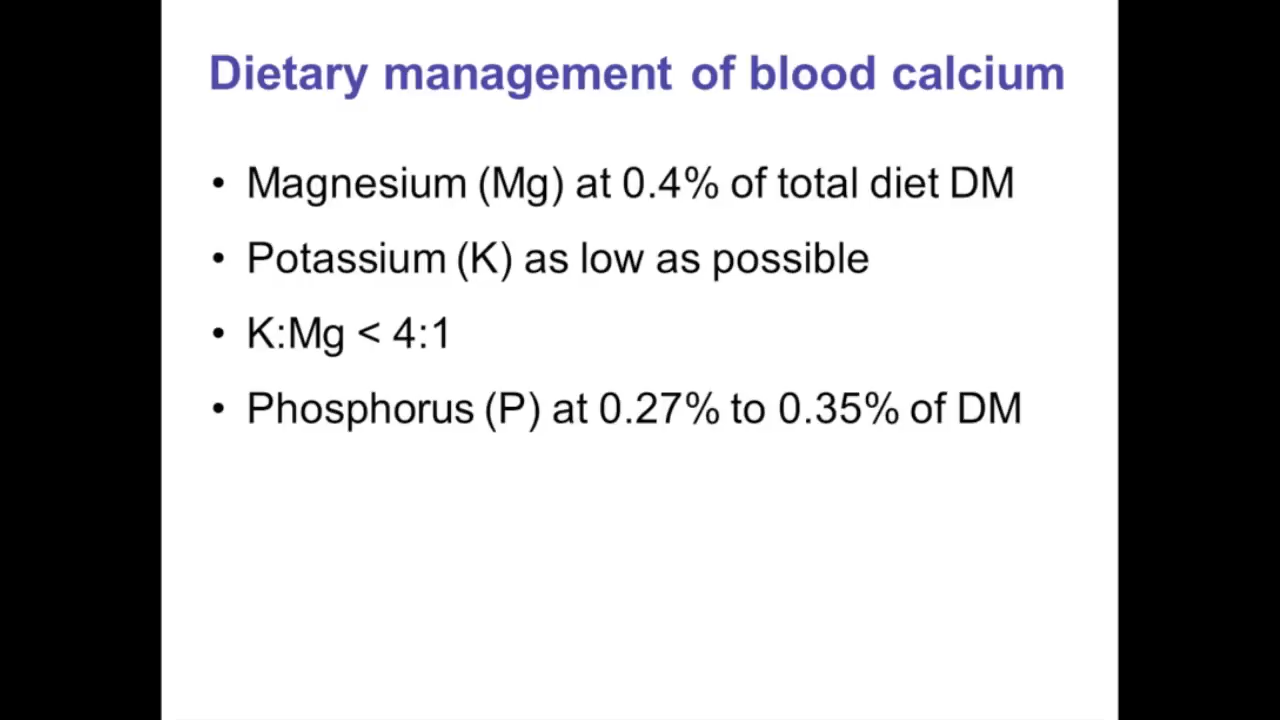 Dietary management of blood calcium
• Magnesium (Mg) at 0.4% of total diet DM
• Potassium (K) as low as possible
• K:Mg < 4:1
• Phosphorus (P) at 0.27% to 0.35% of DM